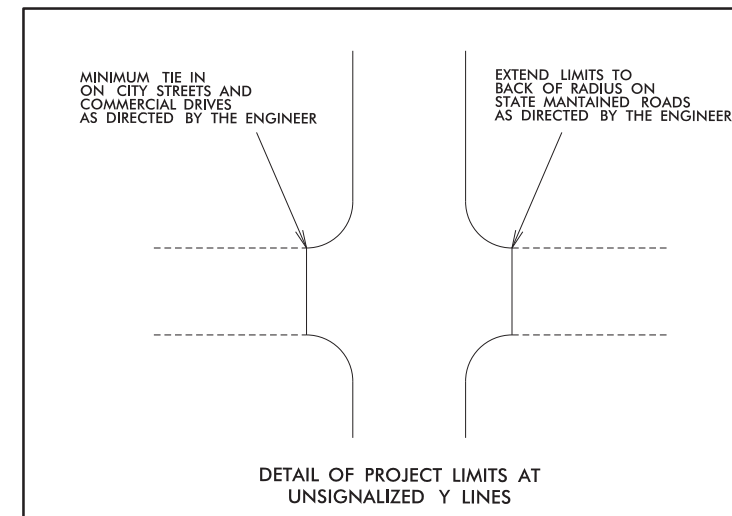 MINIMUM TIE IN
ON CITY STREETS AND
COMMERCIAL DRIVES
AS DIRECTED BY THE ENGINEER
EXTEND LIMITS TO
BACK OF RADIUS ON
STATE MANTAINED ROADS
AS DIRECTED BY THE ENGINEER
DETAIL OF PROJECT LIMITS AT
UNSIGNALIZED Y LINES